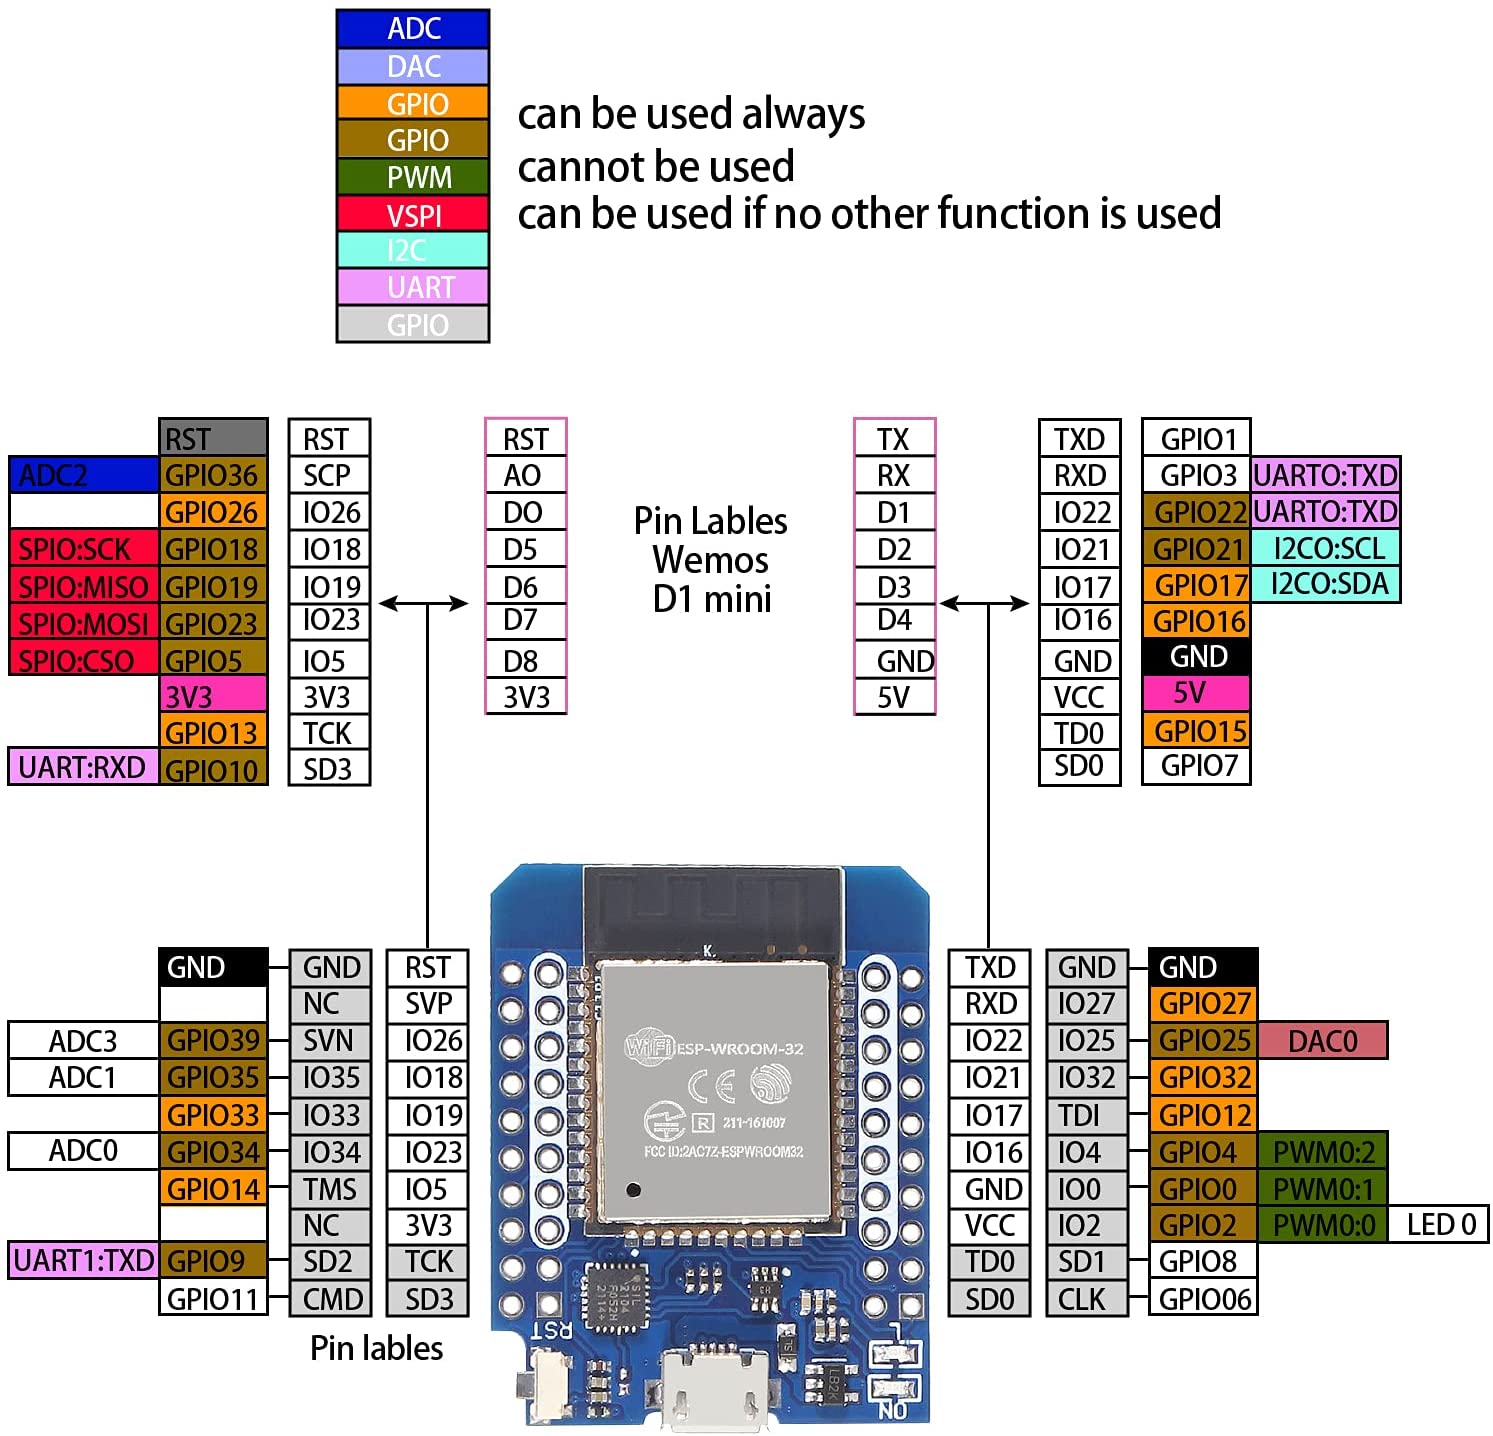 ADC
DAC
GPIO
GPIO
PWM
VSPI
I2C
UART
GPIO
can be used always
cannot be used
can be used if no other function is used
RST RST RST
ADC2 GPIO36 SCP AO
GPIO26 IO26 DO
SPIO:SCK GPIO18 IO18 D5
SPIO:MISO GPIO19 IO19 D6
SPIO:MOSI GPIO23 IO23 D7
SPIO:CSO GPIO5 IO5 D8
3V3 3V3 3V3
GPIO13 TCK
UART:RXD GPIO10 SD3
Pin Lables
Wemos
D1 mini
TX TXD GPIO1
RX RXD GPIO3 UARTO:TXD
D1 IO22 GPIO22 UARTO:TXD
D2 IO21 GPIO21 I2CO:SCL
D3 IO17 GPIO17 I2CO:SDA
D4 IO16 GPIO16
GND GND GND
5V VCC 5V
TD0 GPIO15
SD0 GPIO7
GND GND RST
NC SVP
ADC3 GPIO39 SVN IO26
ADC1 GPIO35 IO35 IO18
GPIO33 IO33 IO19
ADC0 GPIO34 IO34 IO23
GPIO14 TMS IO5
NC 3V3
UART1:TXD GPIO9 SD2 TCK
GPIO11 CMD SD3
Pin lables
K.
WiFi ESP-WROOM-32
CE
R 211-161007
FCC ID:2AC7Z-ESPWROOM32
SIL
2104
F052H
2114
RST
CH
LB2K
L
ON
TXD GND GND
RXD IO27 GPIO27
IO22 IO25 GPIO25 DAC0
IO21 IO32 GPIO32
IO17 TDI GPIO12
IO16 IO4 GPIO4 PWM0:2
GND IO0 GPIO0 PWM0:1
VCC IO2 GPIO2 PWM0:0 LED 0
TD0 SD1 GPIO8
SD0 CLK GPIO06